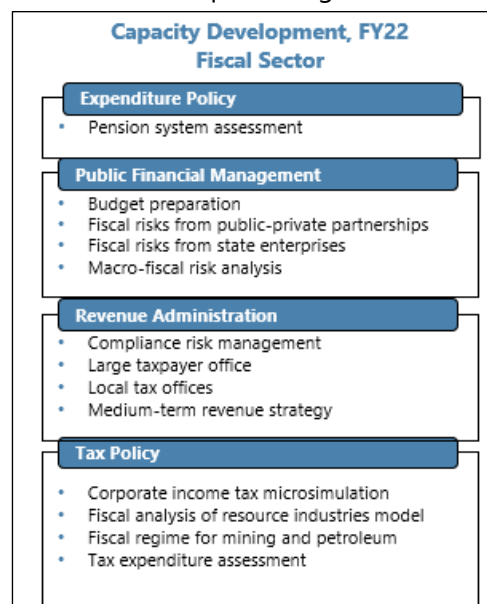 Capacity Development, FY22
Fiscal Sector
Expenditure Policy
• Pension system assessment
Public Financial Management
• Budget preparation
• Fiscal risks from public-private partnerships
• Fiscal risks from state enterprises
• Macro-fiscal risk analysis
Revenue Administration
• Compliance risk management
• Large taxpayer office
• Local tax offices
• Medium-term revenue strategy
Tax Policy
• Corporate income tax microsimulation
• Fiscal analysis of resource industries model
• Fiscal regime for mining and petroleum
• Tax expenditure assessment